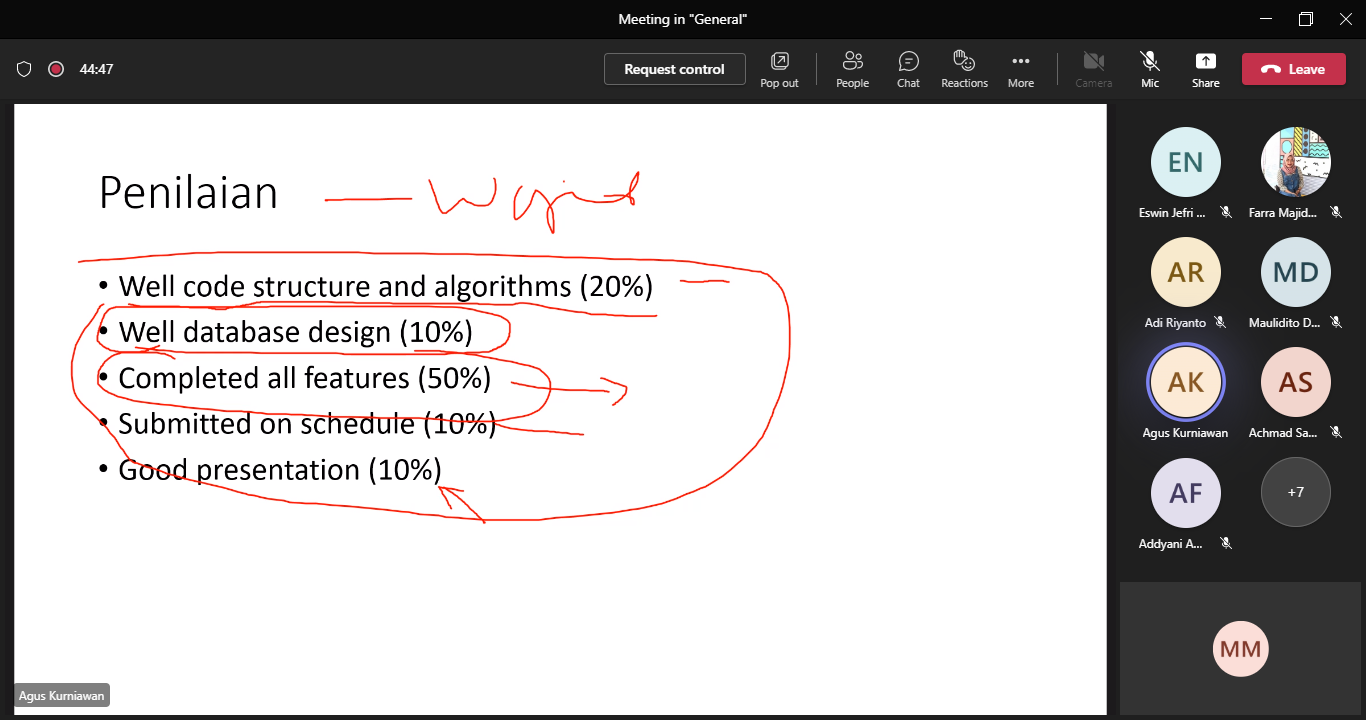 Meeting in "General"
44:47
Request control
Pop out
People
Chat
Reactions
More
Camera
Mic
Share
Leave
Penilaian
Wajib
• Well code structure and algorithms (20%)
• Well database design (10%)
• Completed all features (50%)
• Submitted on schedule (10%)
• Good presentation (10%)
Agus Kurniawan
EN
Eswin Jefri ...
Farra Majid...
AR
Adi Riyanto
MD
Maulidito D...
AK
Agus Kurniawan
AS
Achmad Sa...
AF
Addyani A...
+7
MM